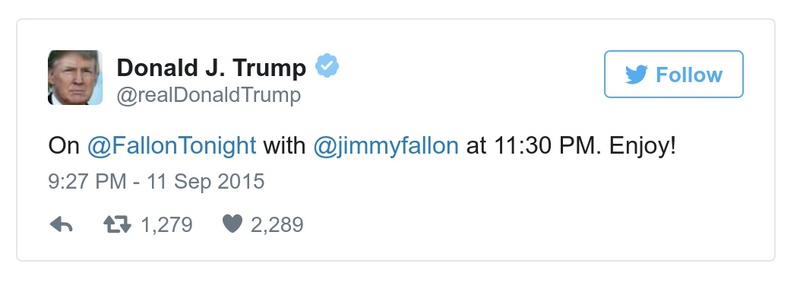 Donald J. Trump
@realDonaldTrump
Follow
On @FallonTonight with @jimmyfallon at 11:30 PM. Enjoy!
9:27 PM - 11 Sep 2015
1,279 2,289